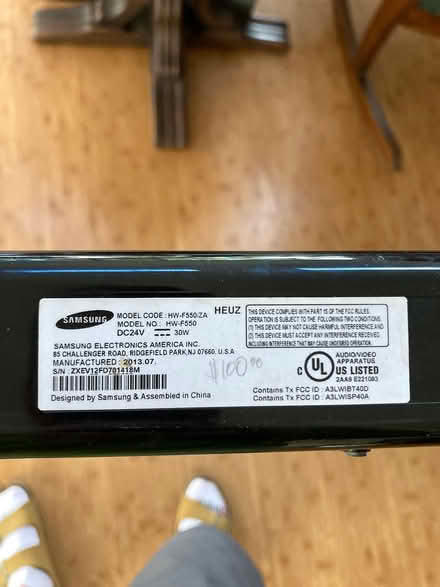 SAMSUNG
MODEL CODE : HW-F550/ZA
MODEL NO. : HW-F550
DC24V 30W
HEUZ
SAMSUNG ELECTRONICS AMERICA INC.
85 CHALLENGER ROAD, RIDGEFIELD PARK,NJ 07660, U.S.A
MANUFACTURED : 2013.07.
S/N : ZXEV12FD701418M
Designed by Samsung & Assembled in China
$100.00
THIS DEVICE COMPLIES WITH PART 15 OF THE FCC RULES.
OPERATION IS SUBJECT TO THE FOLLOWING TWO CONDITIONS,
(1) THIS DEVICE MAY NOT CAUSE HARMFUL INTERFERENCE AND
(2) THIS DEVICE MUST ACCEPT ANY INTERFERENCE RECEIVED,
INCLUDING INTERFERENCE THAT MAY CAUSE UNDESIRED OPERATION.
C UL US LISTED
AUDIO/VIDEO
APPARATUS
2AA9 E221083
Contains Tx FCC ID : A3LWIBT40D
Contains Tx FCC ID : A3LWISP40A